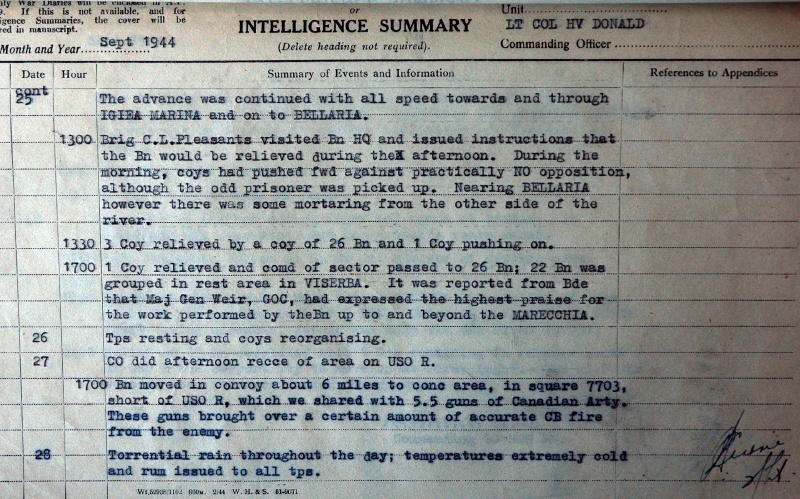 9. If this is not available, and for
or
Unit
ligence Summaries, the cover will be
INTELLIGENCE SUMMARY
LT COL HV DONALD
red in manuscript.
Month and Year Sept 1944
(Delete heading not required).
Commanding Officer
Date Hour Summary of Events and Information References to Appendices
cont
25 The advance was continued with all speed towards and through
IGIEA MARINA and on to BELLARIA.
1300 Brig C.L.Pleasants visited Bn HQ and issued instructions that
the Bn would be relieved during theX afternoon. During the
morning, coys had pushed fwd against practically NO opposition,
although the odd prisoner was picked up. Nearing BELLARIA
however there was some mortaring from the other side of the
river.
1330 3 Coy relieved by a coy of 26 Bn and 1 Coy pushing on.
1700 1 Coy relieved and comd of sector passed to 26 Bn; 22 Bn was
grouped in rest area in VISERBA. It was reported from Bde
that Maj Gen Weir, GOC, had expressed the highest praise for
the work performed by theBn up to and beyond the MARECCHIA.
26 Tps resting and coys reorganising.
27 CO did afternoon recce of area on USO R.
1700 Bn moved in convoy about 6 miles to conc area, in square 7703,
short of USO R, which we shared with 5.5 guns of Canadian Arty.
These guns brought over a certain amount of accurate CB fire
from the enemy.
28 Torrential rain throughout the day; temperatures extremely cold
and rum issued to all tps.
2/44 W. H. & S. 51-9071